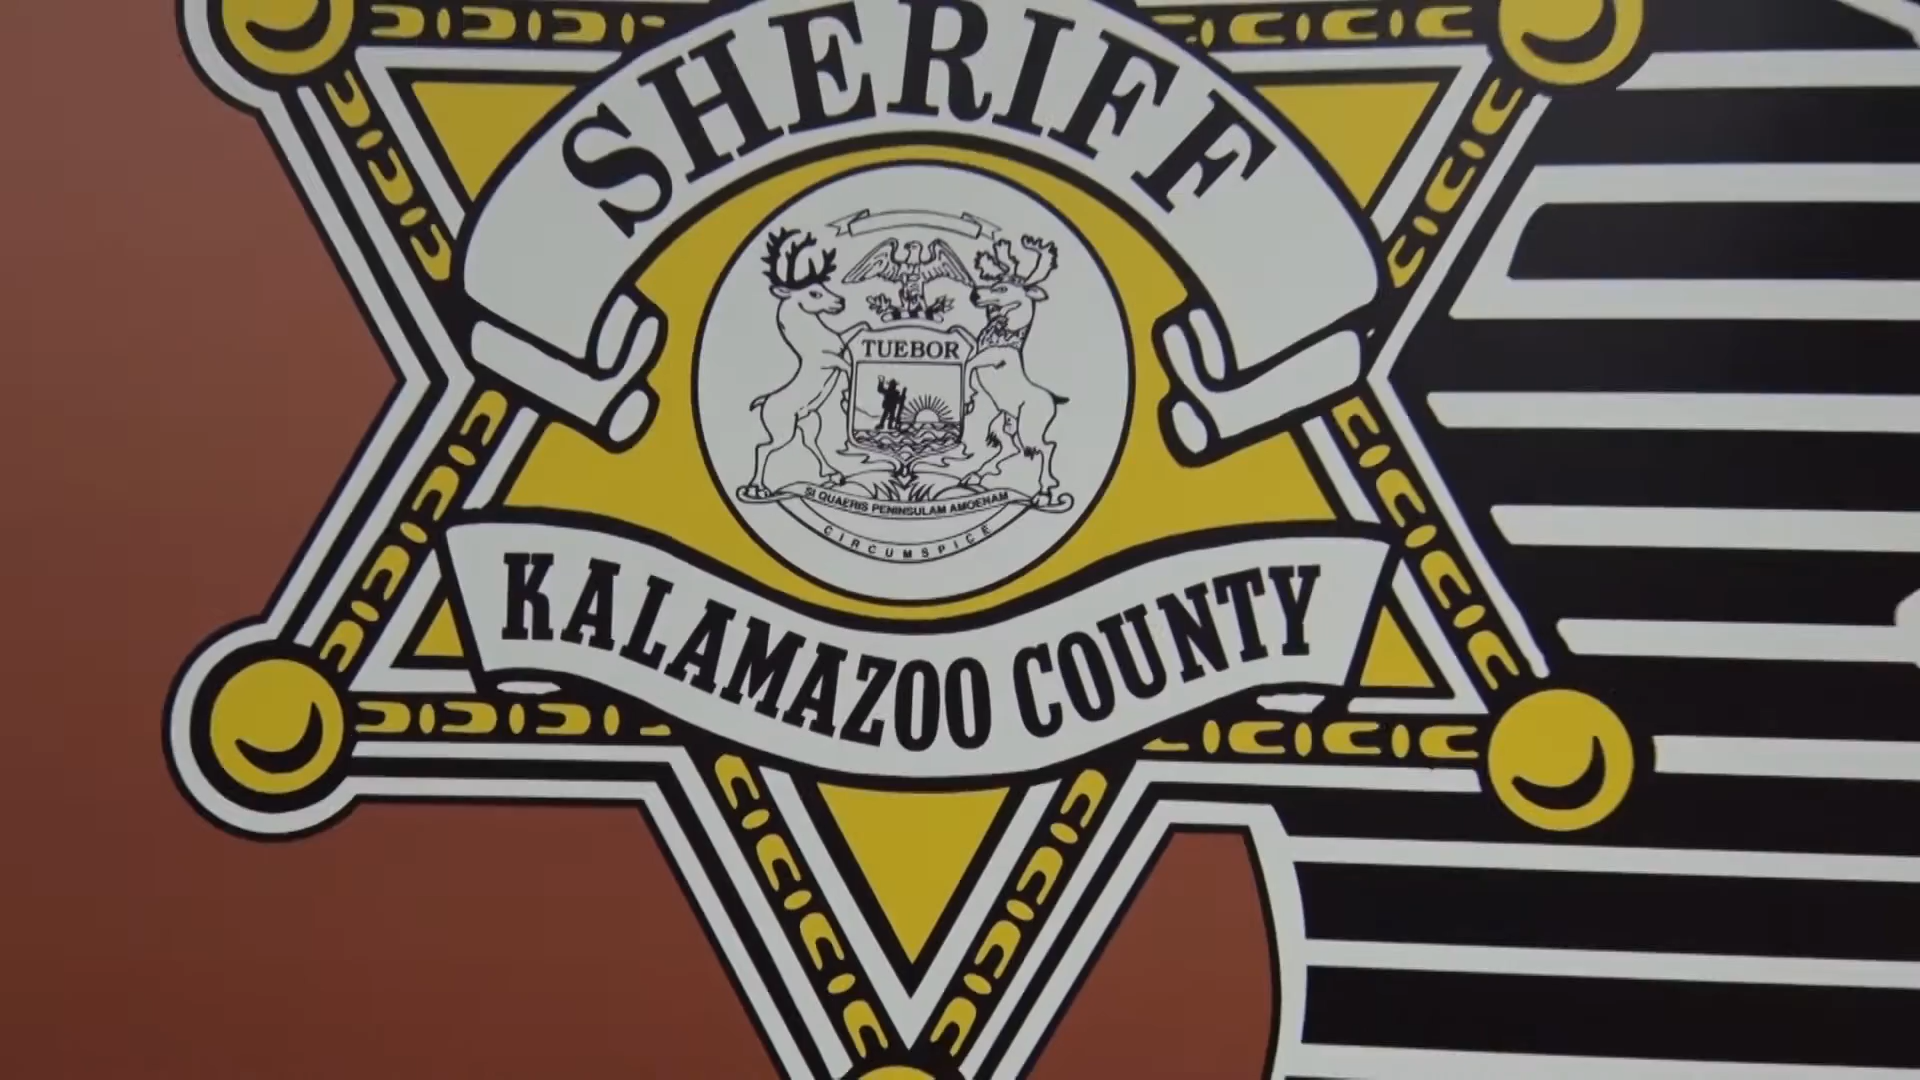 SHERIFF
TUEBOR
SI QUAERIS PENINSULAM AMOENAM
CIRCUMSPICE
KALAMAZOO COUNTY